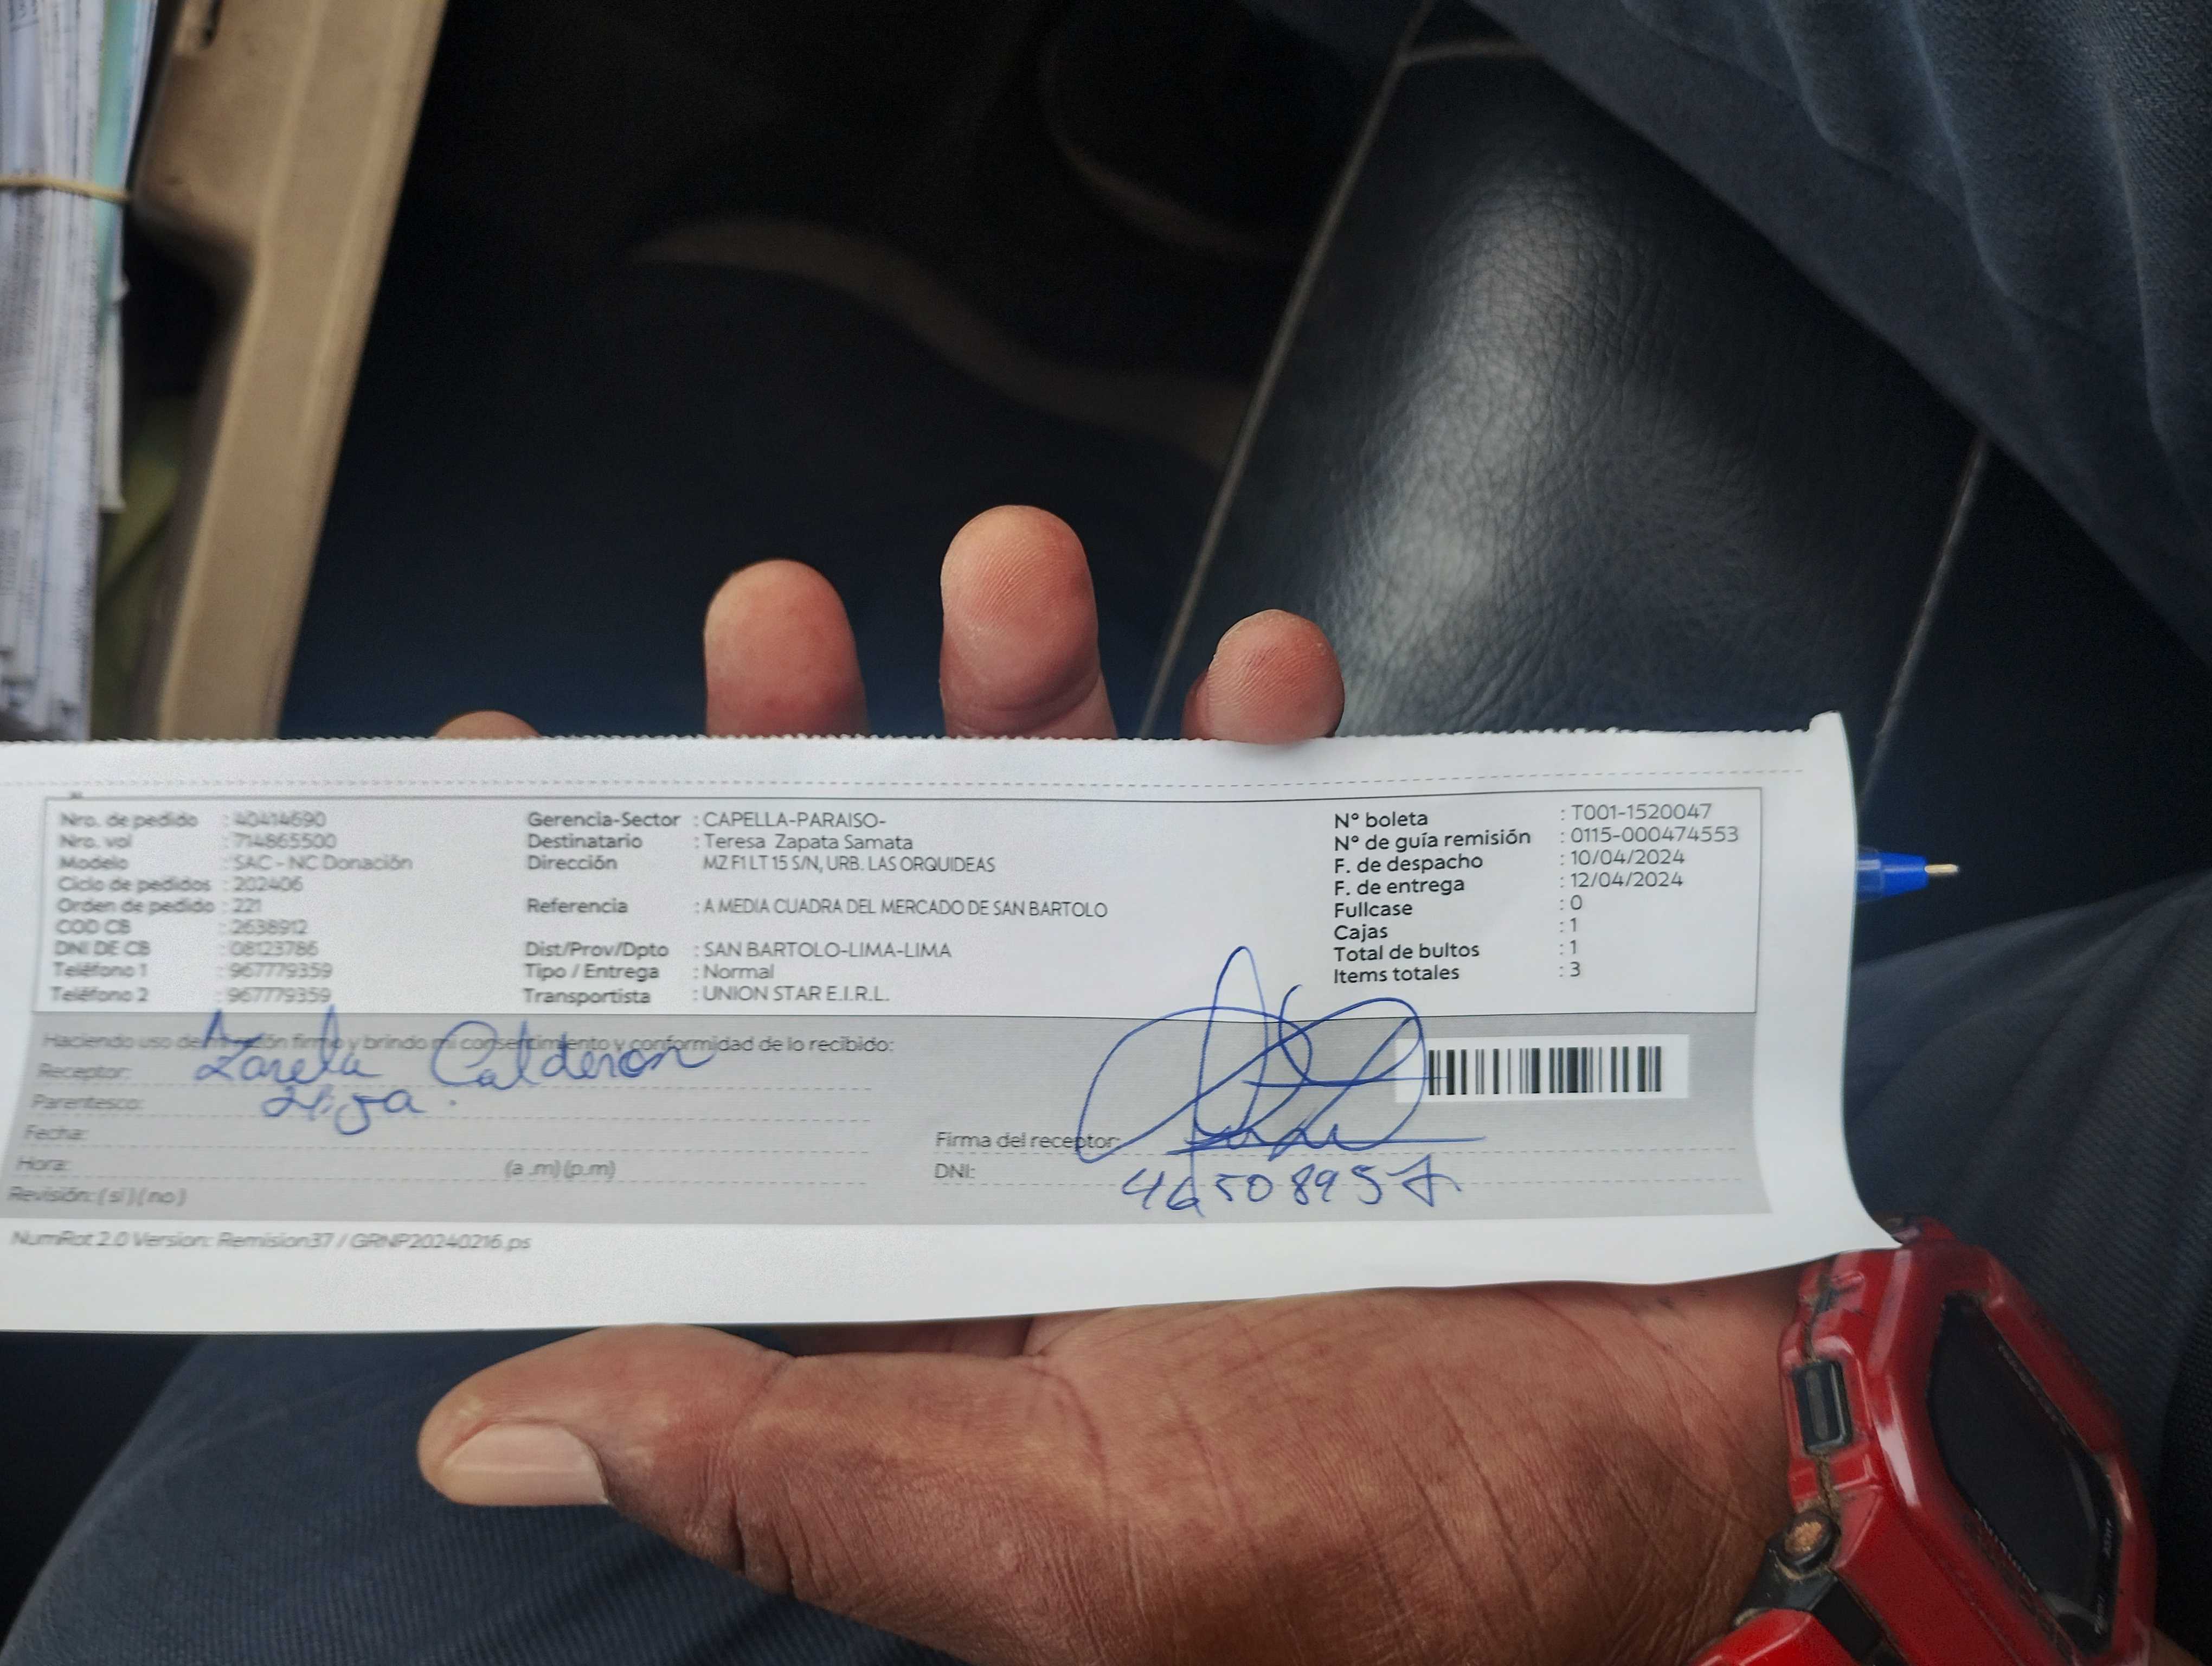 Nro. de pedido : 40414690
Nro. vol : 714865500
Modelo : SAC - NC Donación
Ciclo de pedidos : 202406
Orden de pedido : 221
COD CB : 2638912
DNI DE CB : 08123786
Teléfono 1 : 967779359
Teléfono 2 : 967779359
Gerencia-Sector : CAPELLA-PARAISO-
Destinatario : Teresa Zapata Samata
Dirección MZ F1 LT 15 S/N, URB. LAS ORQUIDEAS
Referencia : A MEDIA CUADRA DEL MERCADO DE SAN BARTOLO
Dist/Prov/Dpto : SAN BARTOLO-LIMA-LIMA
Tipo / Entrega : Normal
Transportista : UNION STAR E.I.R.L.
N° boleta : T001-1520047
N° de guía remisión : 0115-000474553
F. de despacho : 10/04/2024
F. de entrega : 12/04/2024
Fullcase : 0
Cajas : 1
Total de bultos : 1
Items totales : 3
Haciendo uso de razón firmo y brindo mi consentimiento y conformidad de lo recibido:
Receptor: Zarela Calderon
Parentesco: Hija.
Fecha:
Hora: (a .m) (p.m)
Revisión: ( si ) ( no )
Firma del receptor:
DNI: 46508957
NumRot 2.0 Version: Remision37 / GRNP20240216.ps